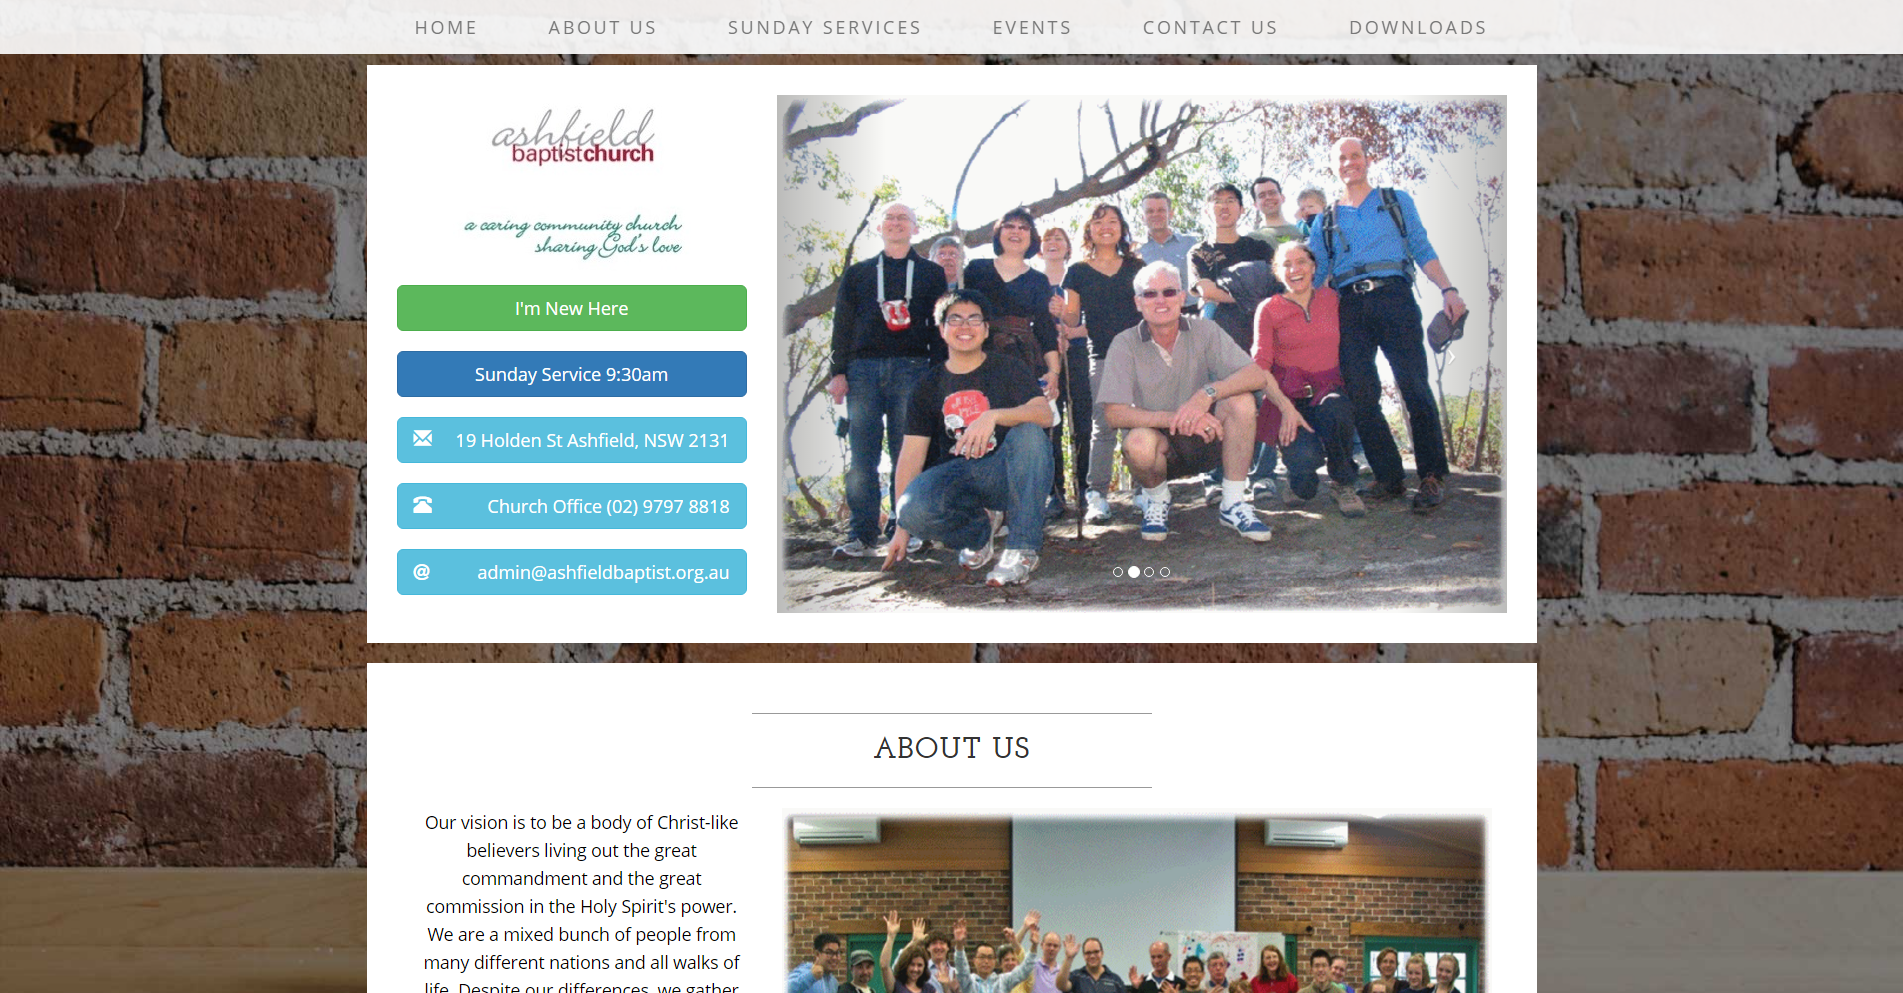 HOME ABOUT US SUNDAY SERVICES EVENTS CONTACT US DOWNLOADS
ashfield
baptistchurch
a caring community church
sharing God's love
I'm New Here
Sunday Service 9:30am
19 Holden St Ashfield, NSW 2131
Church Office (02) 9797 8818
@ admin@ashfieldbaptist.org.au
ABOUT US
Our vision is to be a body of Christ-like
believers living out the great
commandment and the great
commission in the Holy Spirit's power.
We are a mixed bunch of people from
many different nations and all walks of
life. Despite our differences, we gather